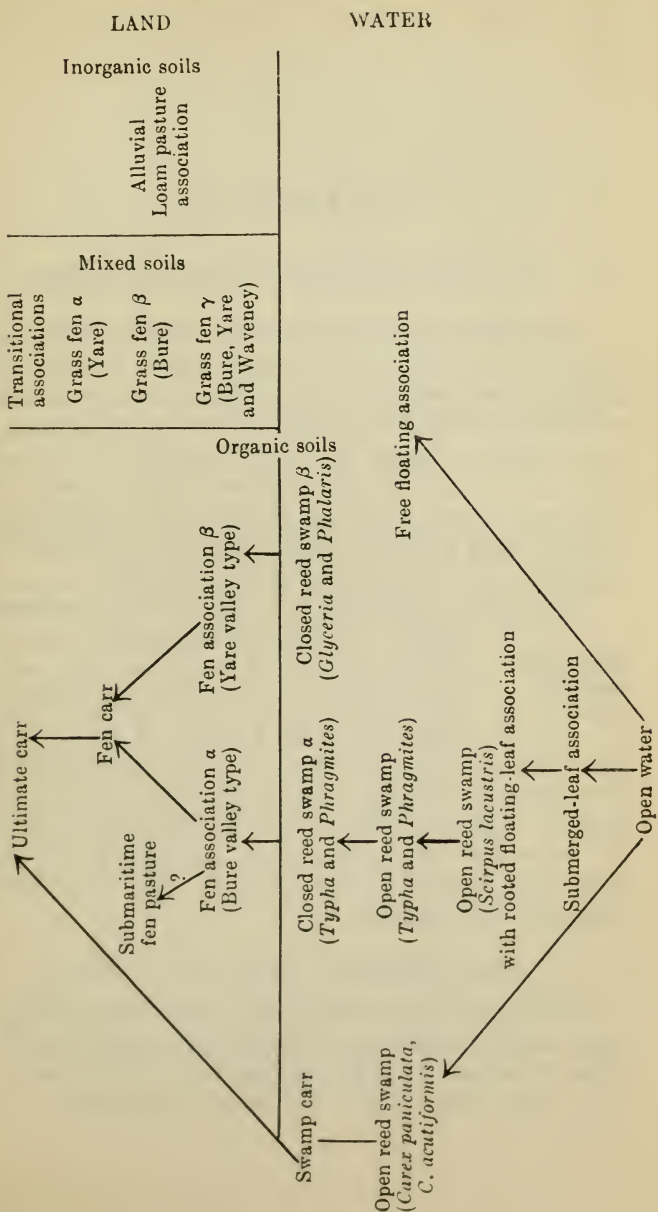 LAND
WATER
Inorganic soils
Alluvial
Loam pasture
association
Mixed soils
Transitional
associations
Grass fen α
(Yare)
Grass fen β
(Bure)
Grass fen γ
(Bure, Yare
and Waveney)
Organic soils
Ultimate carr
Fen carr
Submaritime
fen pasture
?
Fen association α
(Bure valley type)
Fen association β
(Yare valley type)
Closed reed swamp α
(Typha and Phragmites)
Closed reed swamp β
(Glyceria and Phalaris)
Open reed swamp
(Typha and Phragmites)
Free floating association
Swamp carr
Open reed swamp
(Carex paniculata,
C. acutiformis)
Open reed swamp
(Scirpus lacustris)
with rooted floating-leaf association
Submerged-leaf association
Open water